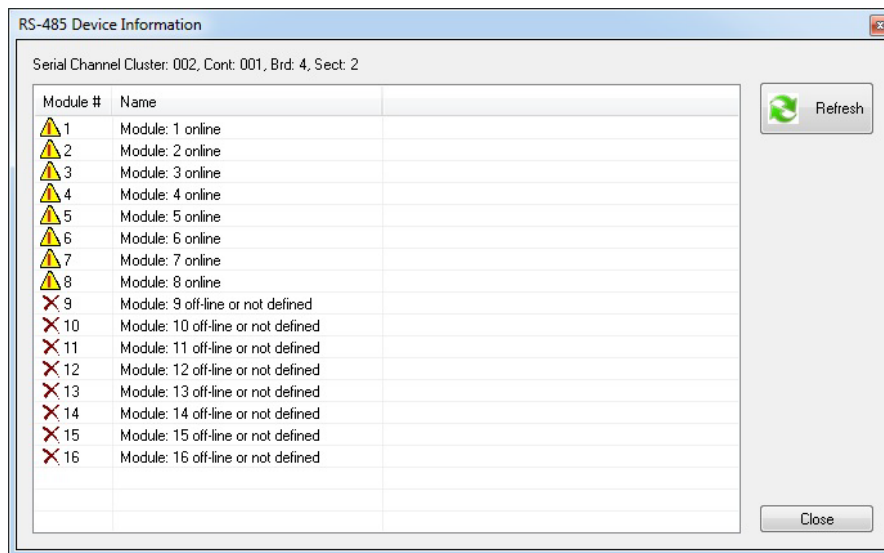 RS-485 Device Information
Serial Channel Cluster: 002, Cont: 001, Brd: 4, Sect: 2
Module # Name
1 Module: 1 online
2 Module: 2 online
3 Module: 3 online
4 Module: 4 online
5 Module: 5 online
6 Module: 6 online
7 Module: 7 online
8 Module: 8 online
9 Module: 9 off-line or not defined
10 Module: 10 off-line or not defined
11 Module: 11 off-line or not defined
12 Module: 12 off-line or not defined
13 Module: 13 off-line or not defined
14 Module: 14 off-line or not defined
15 Module: 15 off-line or not defined
16 Module: 16 off-line or not defined
Refresh
Close